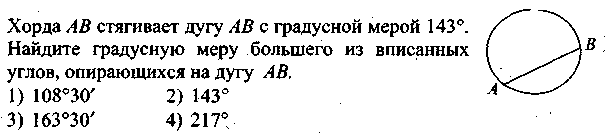 Хорда AB стягивает дугу AB с градусной мерой 143°.
Найдите градусную меру большего из вписанных
углов, опирающихся на дугу AB.
1) 108°30′ 2) 143°
3) 163°30′ 4) 217°
A
B